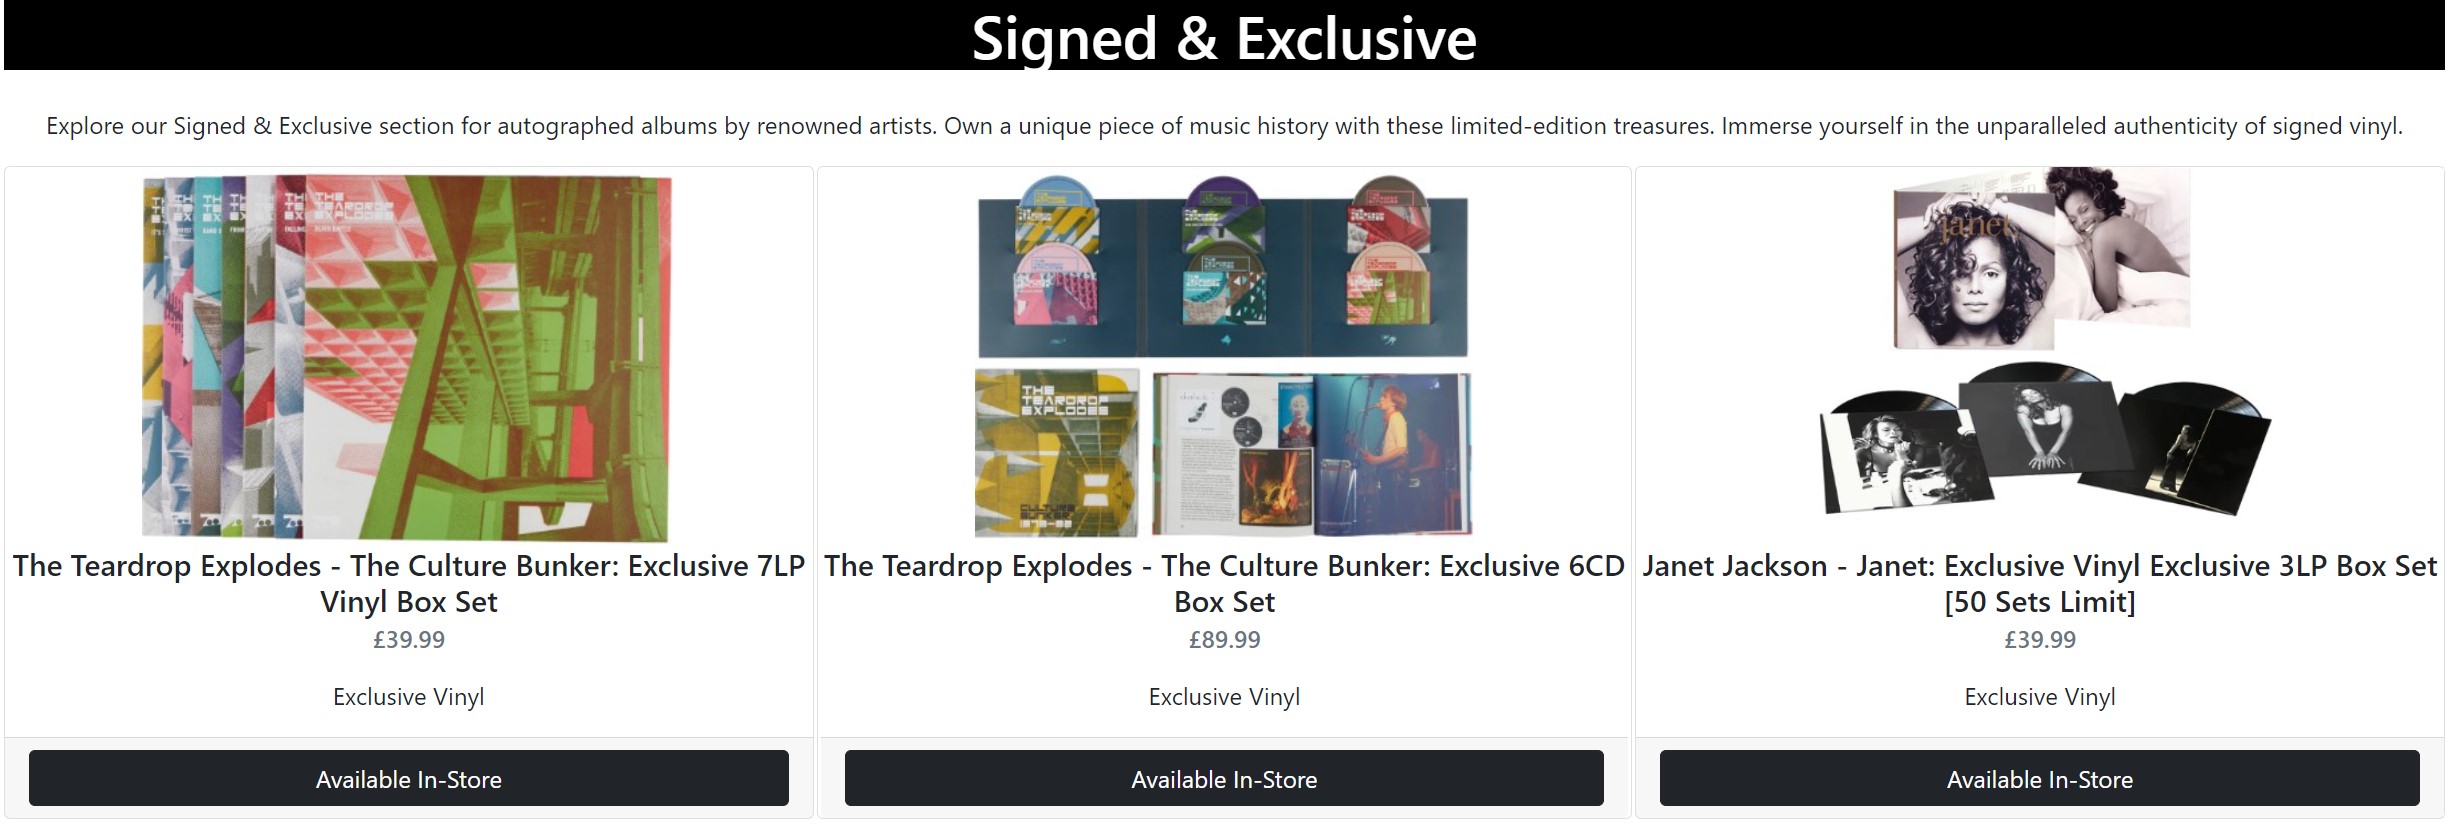 Signed & Exclusive
Explore our Signed & Exclusive section for autographed albums by renowned artists. Own a unique piece of music history with these limited-edition treasures. Immerse yourself in the unparalleled authenticity of signed vinyl.
THE
TEARDROP
EXPLODES
THE
TEARDROP
EXPLODES
CULTURE
BUNKER
1978-82
janet.
The Teardrop Explodes - The Culture Bunker: Exclusive 7LP
Vinyl Box Set
£39.99
Exclusive Vinyl
Available In-Store
The Teardrop Explodes - The Culture Bunker: Exclusive 6CD
Box Set
£89.99
Exclusive Vinyl
Available In-Store
Janet Jackson - Janet: Exclusive Vinyl Exclusive 3LP Box Set
[50 Sets Limit]
£39.99
Exclusive Vinyl
Available In-Store